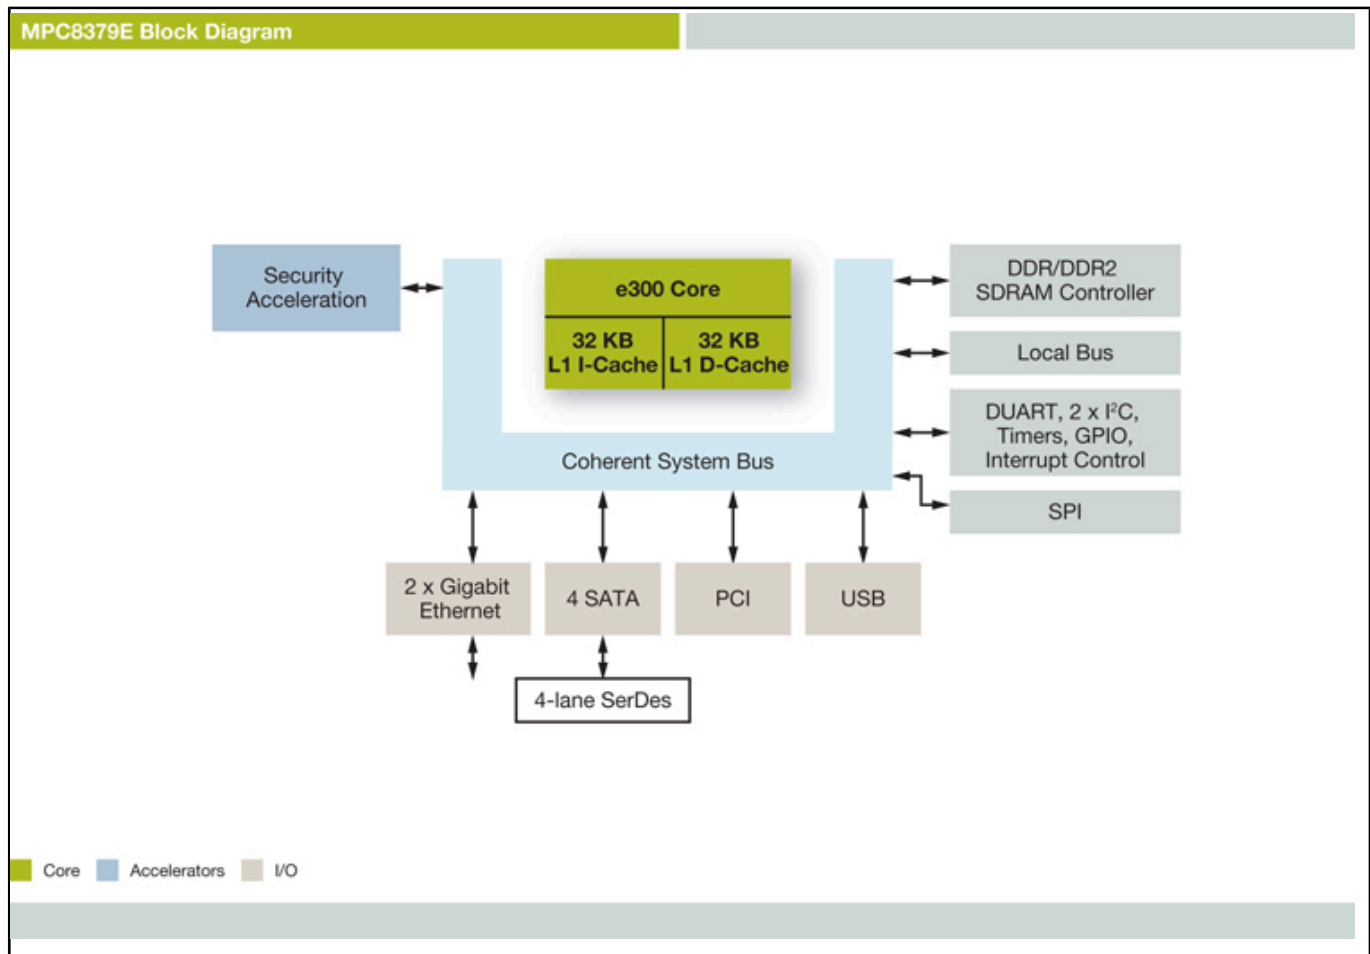 MPC8379E Block Diagram
Security
Acceleration
e300 Core
32 KB
L1 I-Cache
32 KB
L1 D-Cache
Coherent System Bus
DDR/DDR2
SDRAM Controller
Local Bus
DUART, 2 x I²C,
Timers, GPIO,
Interrupt Control
SPI
2 x Gigabit
Ethernet
4 SATA
PCI
USB
4-lane SerDes
Core
Accelerators
I/O